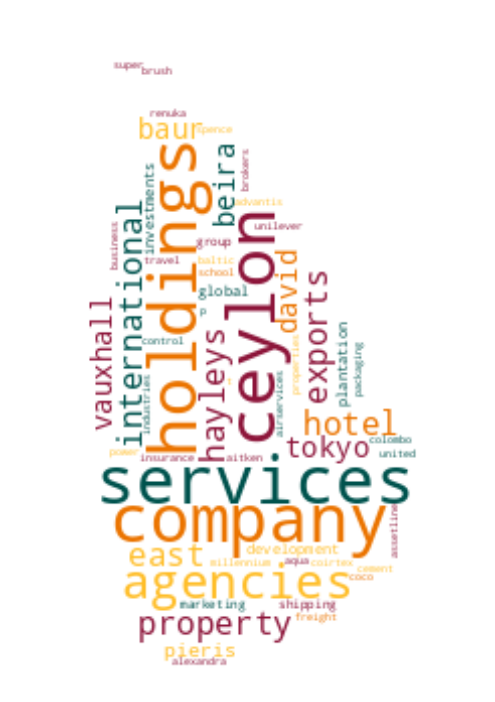 super
brush
renuka
baur
spence
holdings
beira
brokers
investments
international
advantis
ceylon
unilever
business
group
travel
baltic
school
david
exports
global
p
vauxhall
hayleys
control
plantation
packaging
properties
industries
airservices
t
hotel
tokyo
colombo
united
power
insurance
aitken
services
company
assetline
east
development
millennium
aqua
coirtex
cement
coco
agencies
marketing
shipping
property
freight
pieris
alexandra